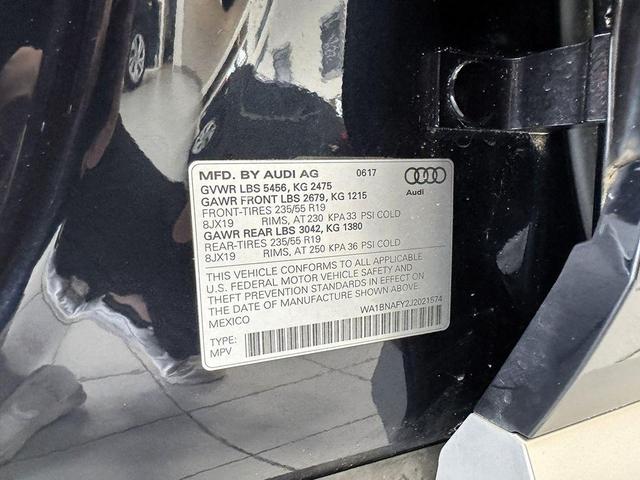 MFD. BY AUDI AG 0617
GVWR LBS 5456, KG 2475
GAWR FRONT LBS 2679, KG 1215
FRONT-TIRES 235/55 R19
8JX19 RIMS, AT 230 KPA 33 PSI COLD
GAWR REAR LBS 3042, KG 1380
REAR-TIRES 235/55 R19
8JX19 RIMS, AT 250 KPA 36 PSI COLD
Audi
THIS VEHICLE CONFORMS TO ALL APPLICABLE
U.S. FEDERAL MOTOR VEHICLE SAFETY AND
THEFT PREVENTION STANDARDS IN EFFECT ON
THE DATE OF MANUFACTURE SHOWN ABOVE.
MEXICO WA1BNAFY2J2021574
TYPE:
MPV